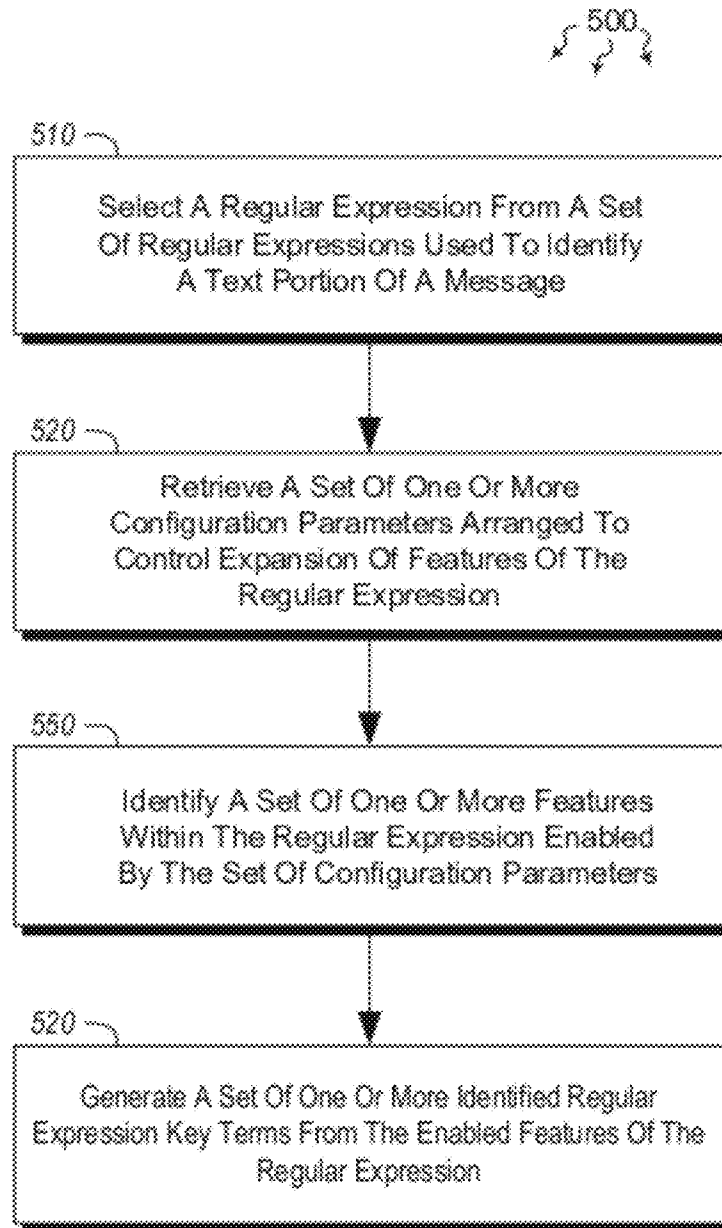 500
510
Select A Regular Expression From A Set
Of Regular Expressions Used To Identify
A Text Portion Of A Message
520
Retrieve A Set Of One Or More
Configuration Parameters Arranged To
Control Expansion Of Features Of The
Regular Expression
550
Identify A Set Of One Or More Features
Within The Regular Expression Enabled
By The Set Of Configuration Parameters
520
Generate A Set Of One Or More Identified Regular
Expression Key Terms From The Enabled Features Of The
Regular Expression